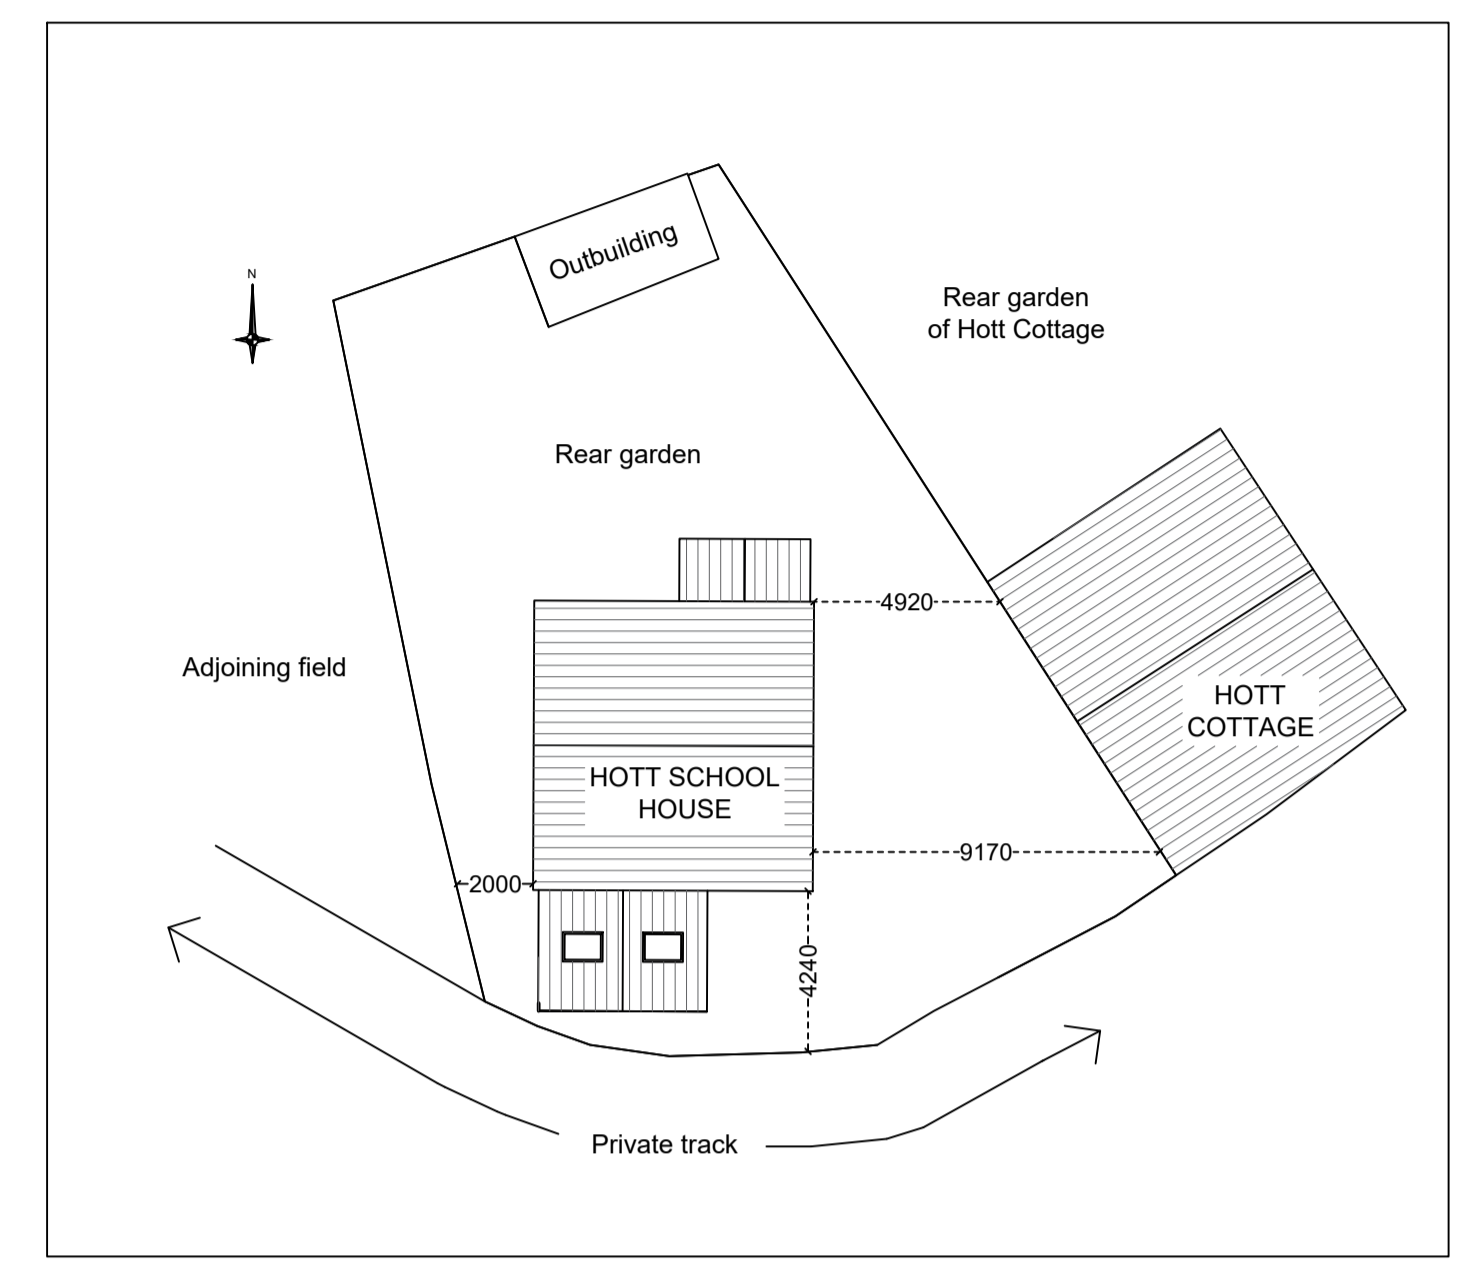 N
Outbuilding
Rear garden
of Hott Cottage
Rear garden
4920
Adjoining field
HOTT
COTTAGE
HOTT SCHOOL
HOUSE
9170
2000
4240
Private track